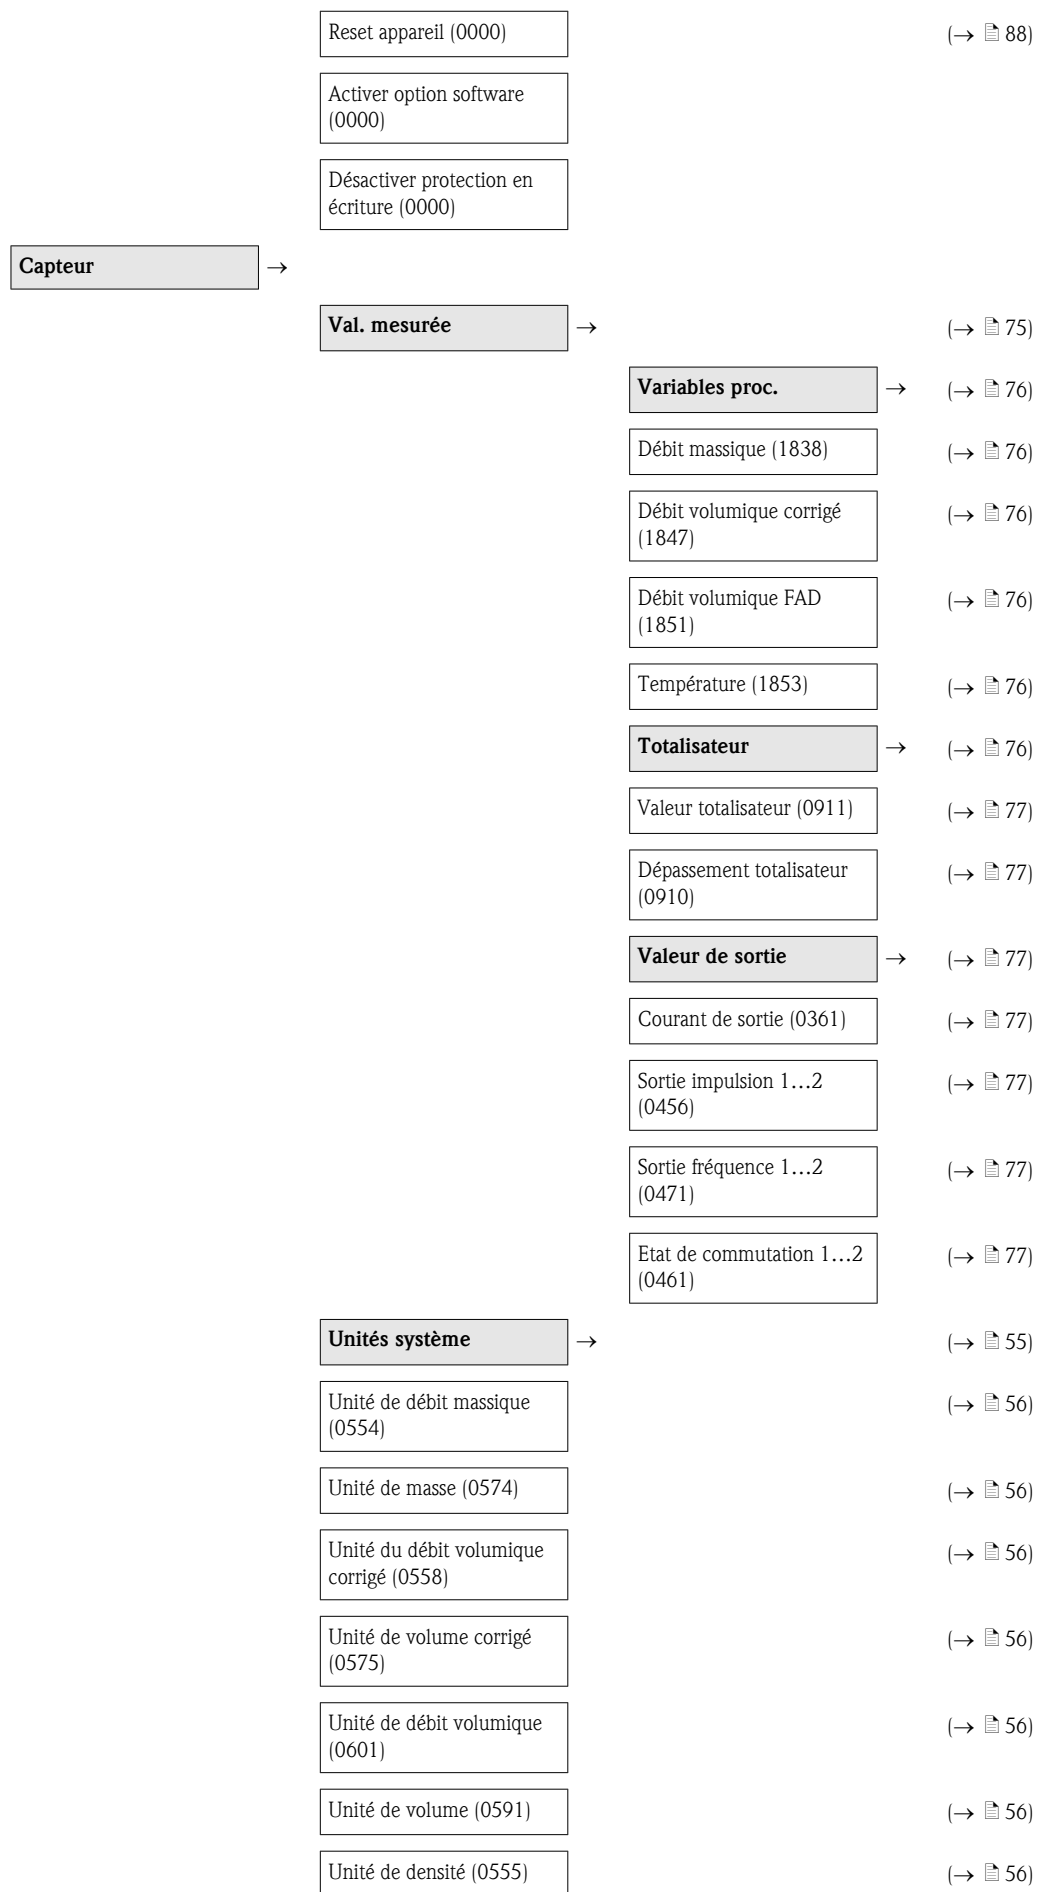 Reset appareil (0000) (→ 🗎 88)
Activer option software
(0000)
Désactiver protection en
écriture (0000)
Capteur →
Val. mesurée → (→ 🗎 75)
Variables proc. → (→ 🗎 76)
Débit massique (1838) (→ 🗎 76)
Débit volumique corrigé (→ 🗎 76)
(1847)
Débit volumique FAD (→ 🗎 76)
(1851)
Température (1853) (→ 🗎 76)
Totalisateur → (→ 🗎 76)
Valeur totalisateur (0911) (→ 🗎 77)
Dépassement totalisateur (→ 🗎 77)
(0910)
Valeur de sortie → (→ 🗎 77)
Courant de sortie (0361) (→ 🗎 77)
Sortie impulsion 1…2 (→ 🗎 77)
(0456)
Sortie fréquence 1…2 (→ 🗎 77)
(0471)
Etat de commutation 1…2 (→ 🗎 77)
(0461)
Unités système → (→ 🗎 55)
Unité de débit massique (→ 🗎 56)
(0554)
Unité de masse (0574) (→ 🗎 56)
Unité du débit volumique (→ 🗎 56)
corrigé (0558)
Unité de volume corrigé (→ 🗎 56)
(0575)
Unité de débit volumique (→ 🗎 56)
(0601)
Unité de volume (0591) (→ 🗎 56)
Unité de densité (0555) (→ 🗎 56)